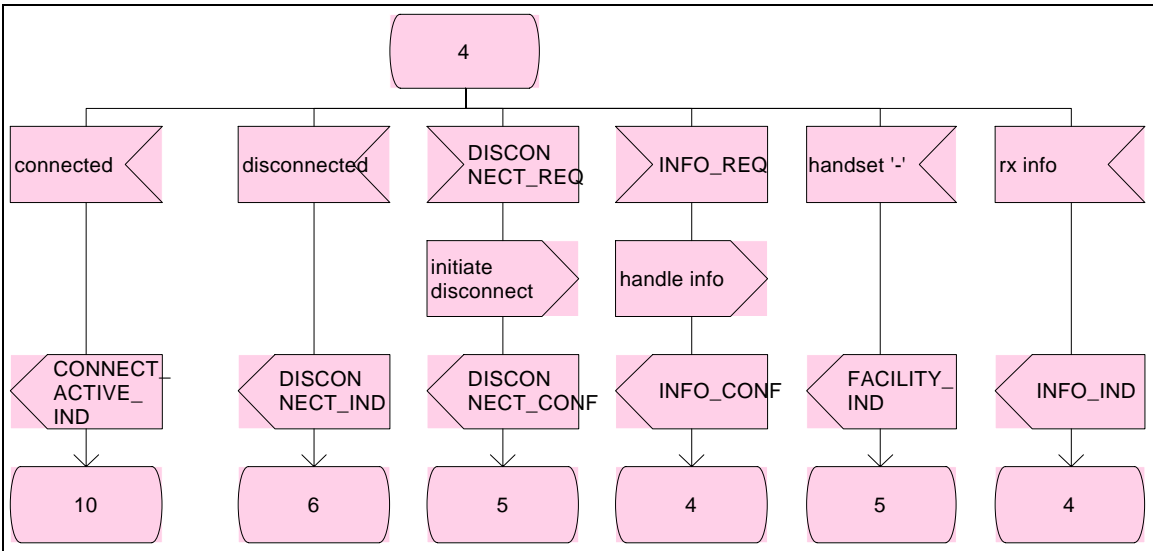 4
connected
disconnected
DISCON
NECT_REQ
INFO_REQ
handset '-'
rx info
initiate
disconnect
handle info
CONNECT_
ACTIVE_
IND
DISCON
NECT_IND
DISCON
NECT_CONF
INFO_CONF
FACILITY_
IND
INFO_IND
10
6
5
4
5
4